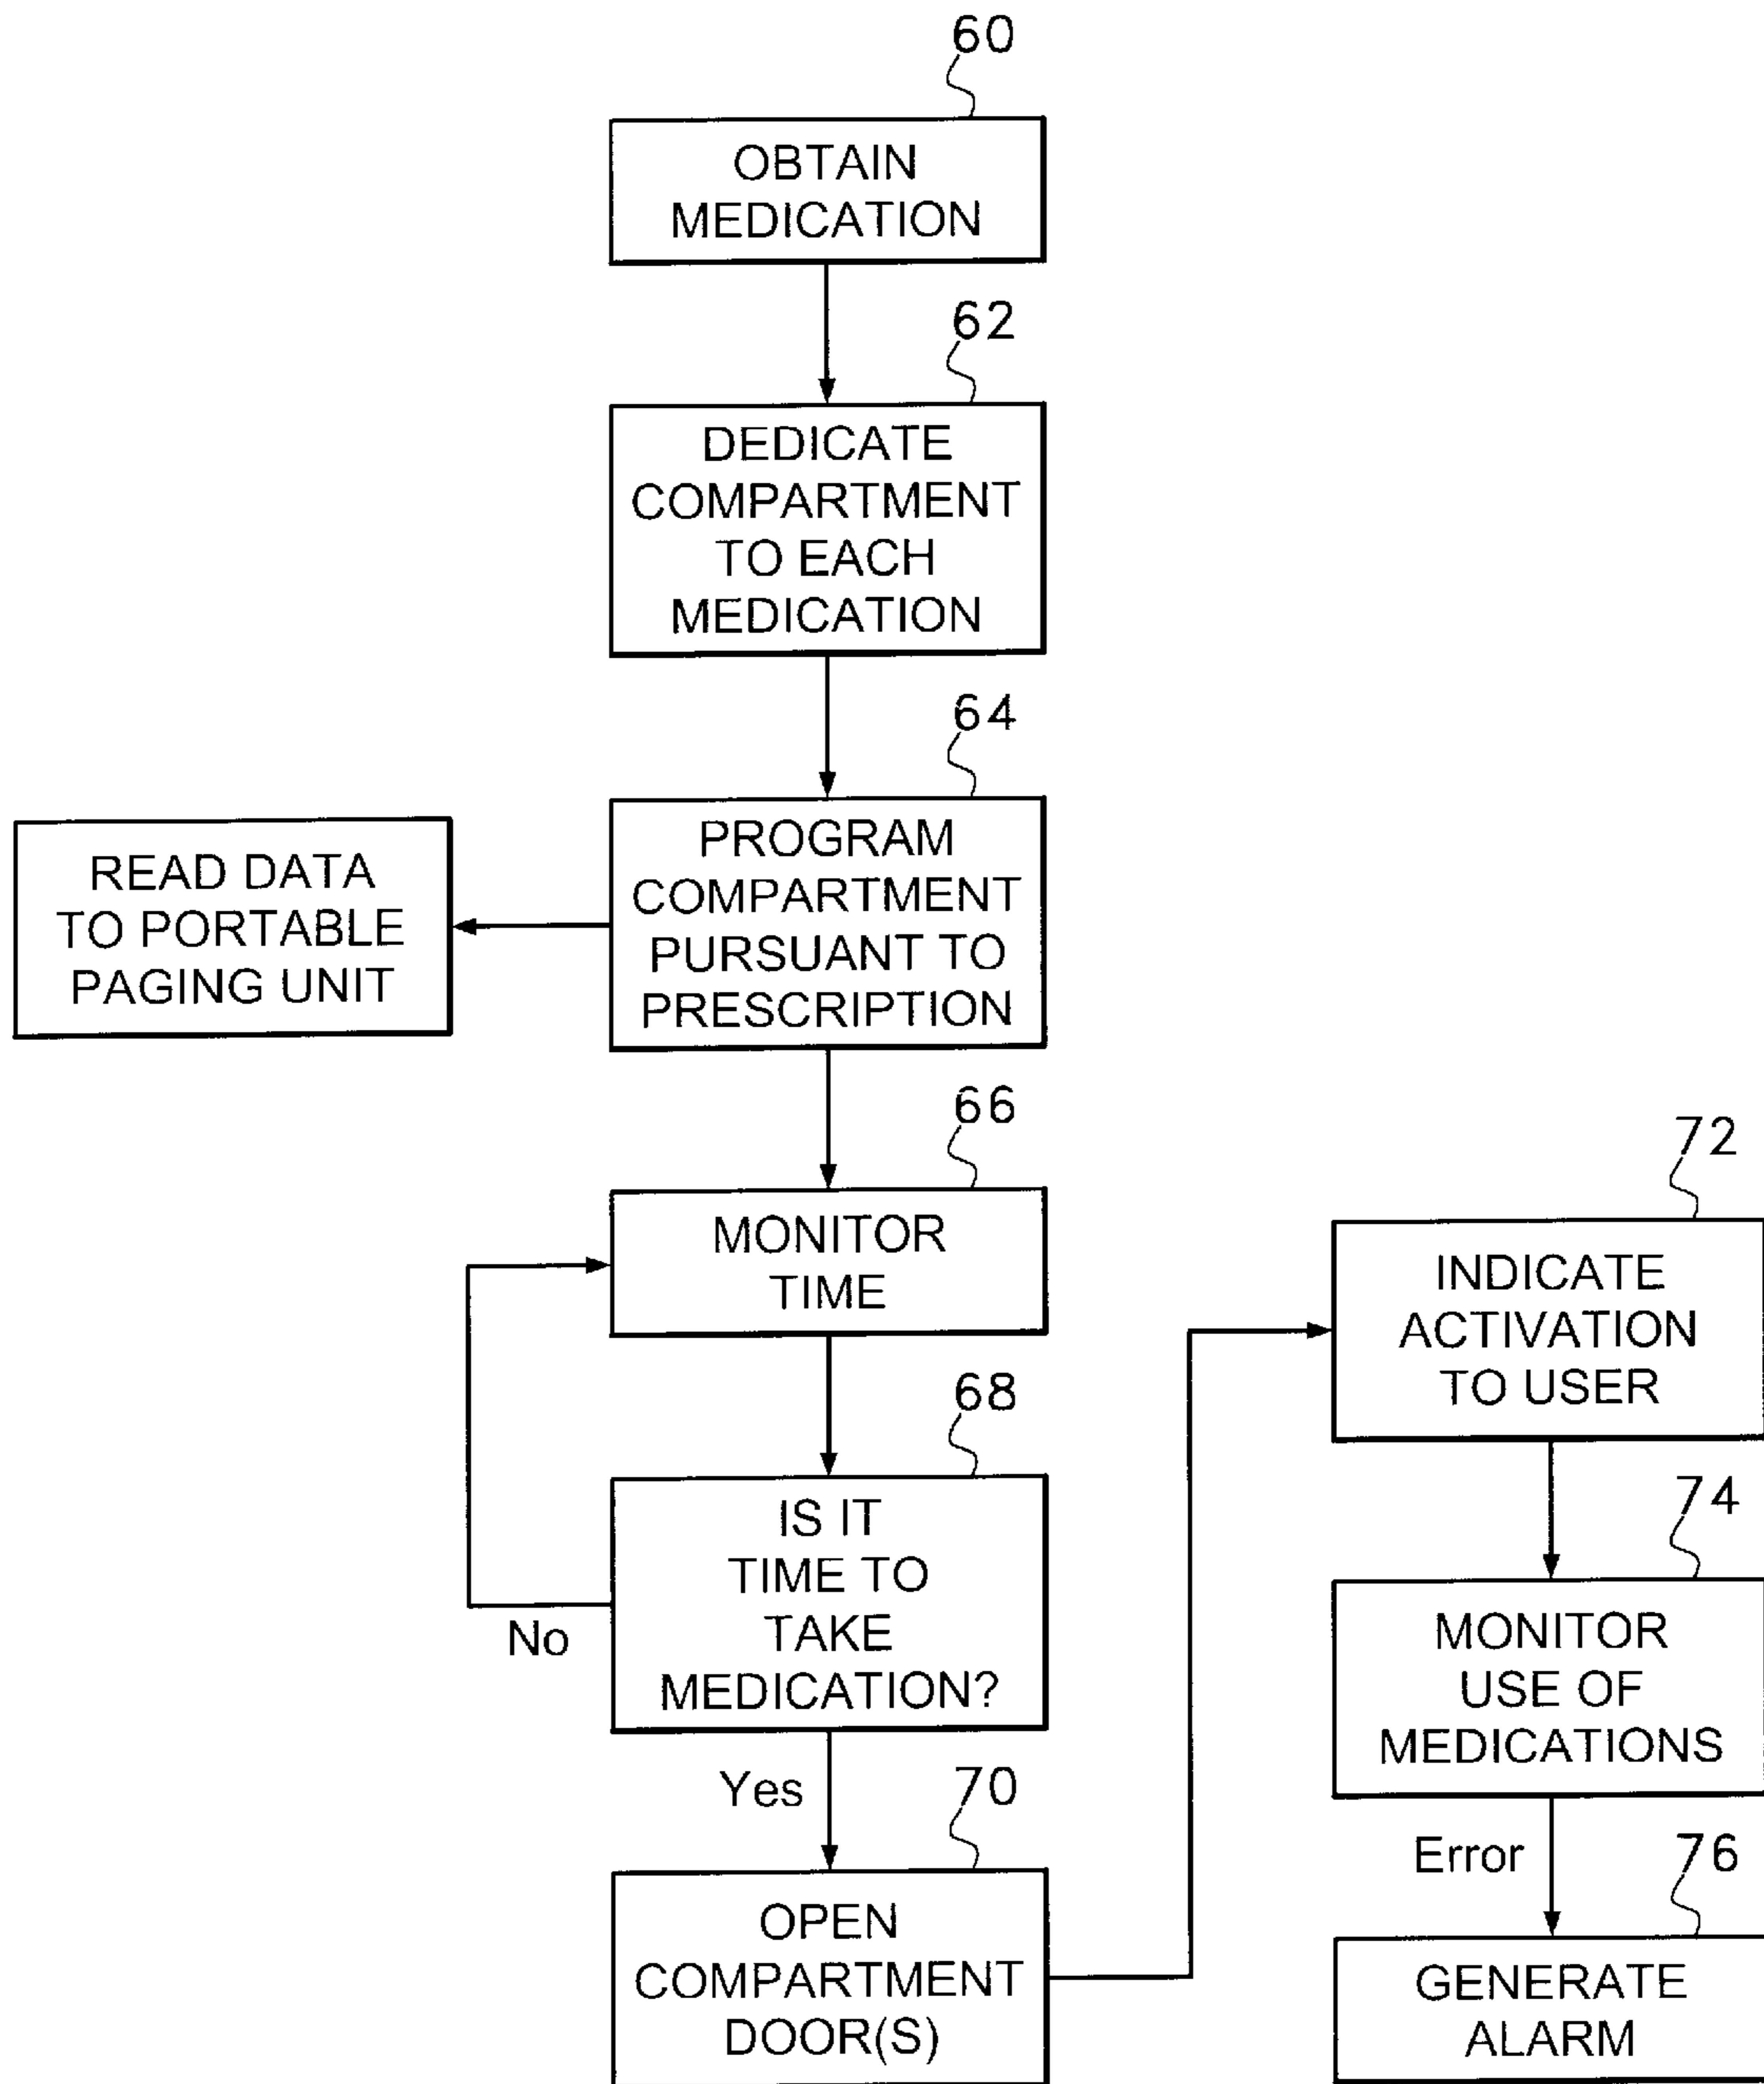 60
OBTAIN
MEDICATION
62
DEDICATE
COMPARTMENT
TO EACH
MEDICATION
64
PROGRAM
COMPARTMENT
PURSUANT TO
PRESCRIPTION
READ DATA
TO PORTABLE
PAGING UNIT
66
MONITOR
TIME
68
IS IT
TIME TO
TAKE
MEDICATION?
No
Yes
70
OPEN
COMPARTMENT
DOOR(S)
72
INDICATE
ACTIVATION
TO USER
74
MONITOR
USE OF
MEDICATIONS
Error
76
GENERATE
ALARM